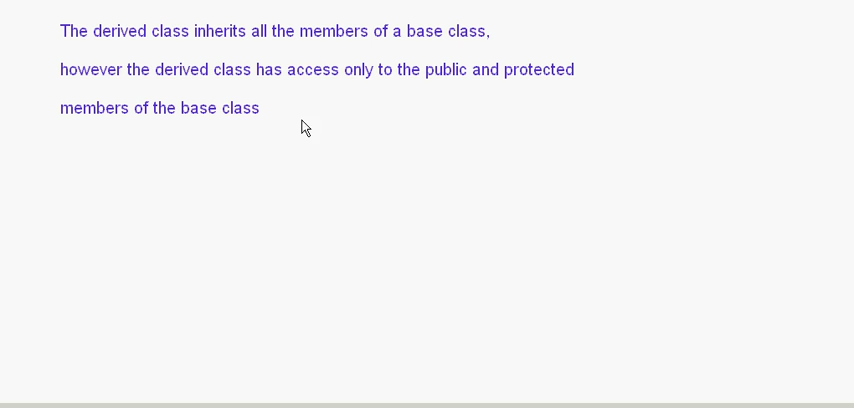 The derived class inherits all the members of a base class,
however the derived class has access only to the public and protected
members of the base class